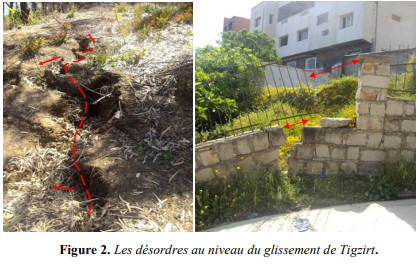 Figure 2. Les désordres au niveau du glissement de Tigzirt.